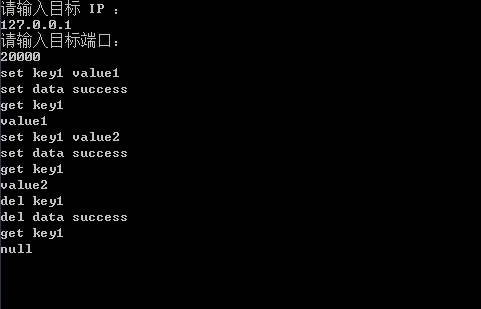 请输入目标 IP ：
127.0.0.1
请输入目标端口：
20000
set key1 value1
set data success
get key1
value1
set key1 value2
set data success
get key1
value2
del key1
del data success
get key1
null